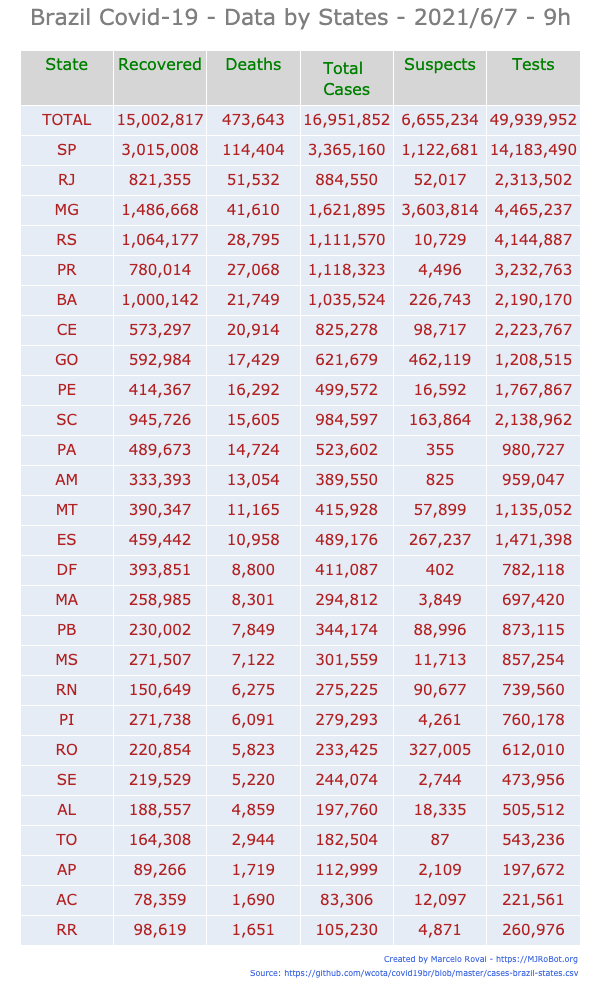 Brazil Covid-19 - Data by States - 2021/6/7 - 9h
State Recovered Deaths Total Cases Suspects Tests
TOTAL 15,002,817 473,643 16,951,852 6,655,234 49,939,952
SP 3,015,008 114,404 3,365,160 1,122,681 14,183,490
RJ 821,355 51,532 884,550 52,017 2,313,502
MG 1,486,668 41,610 1,621,895 3,603,814 4,465,237
RS 1,064,177 28,795 1,111,570 10,729 4,144,887
PR 780,014 27,068 1,118,323 4,496 3,232,763
BA 1,000,142 21,749 1,035,524 226,743 2,190,170
CE 573,297 20,914 825,278 98,717 2,223,767
GO 592,984 17,429 621,679 462,119 1,208,515
PE 414,367 16,292 499,572 16,592 1,767,867
SC 945,726 15,605 984,597 163,864 2,138,962
PA 489,673 14,724 523,602 355 980,727
AM 333,393 13,054 389,550 825 959,047
MT 390,347 11,165 415,928 57,899 1,135,052
ES 459,442 10,958 489,176 267,237 1,471,398
DF 393,851 8,800 411,087 402 782,118
MA 258,985 8,301 294,812 3,849 697,420
PB 230,002 7,849 344,174 88,996 873,115
MS 271,507 7,122 301,559 11,713 857,254
RN 150,649 6,275 275,225 90,677 739,560
PI 271,738 6,091 279,293 4,261 760,178
RO 220,854 5,823 233,425 327,005 612,010
SE 219,529 5,220 244,074 2,744 473,956
AL 188,557 4,859 197,760 18,335 505,512
TO 164,308 2,944 182,504 87 543,236
AP 89,266 1,719 112,999 2,109 197,672
AC 78,359 1,690 83,306 12,097 221,561
RR 98,619 1,651 105,230 4,871 260,976
Created by Marcelo Rovai - https://MJRoBot.org
Source: https://github.com/wcota/covid19br/blob/master/cases-brazil-states.csv